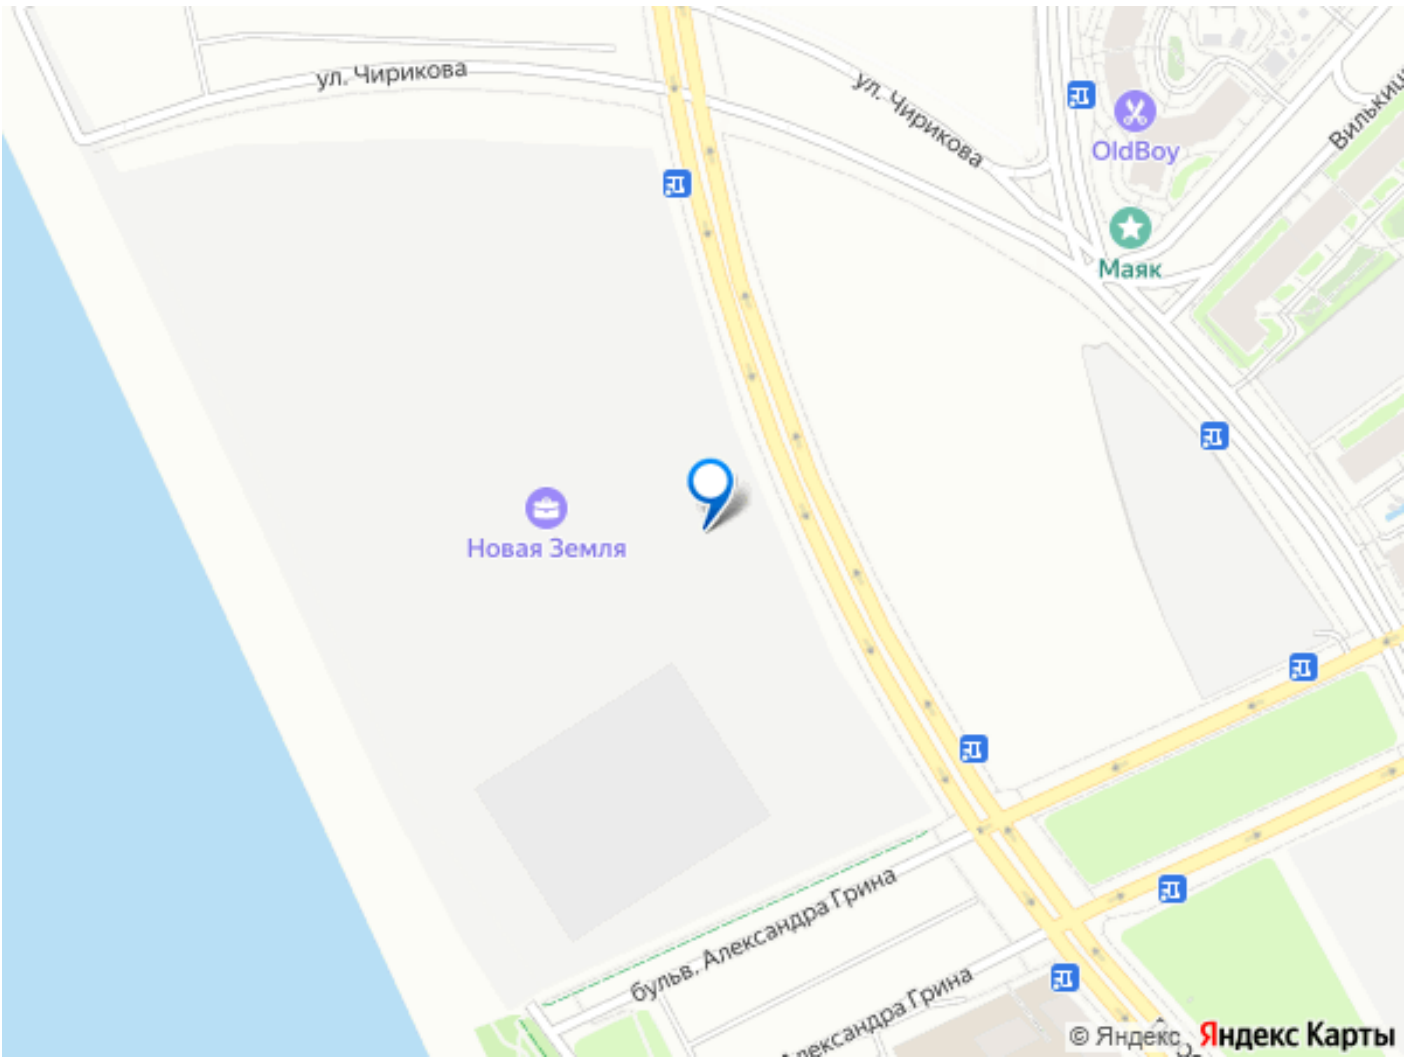 ул. Чирикова
ул. Чирикова
OldBoy
Маяк
Новая Земля
бульв. Александра Грина
Александра Грина
© Яндекс
Яндекс Карты